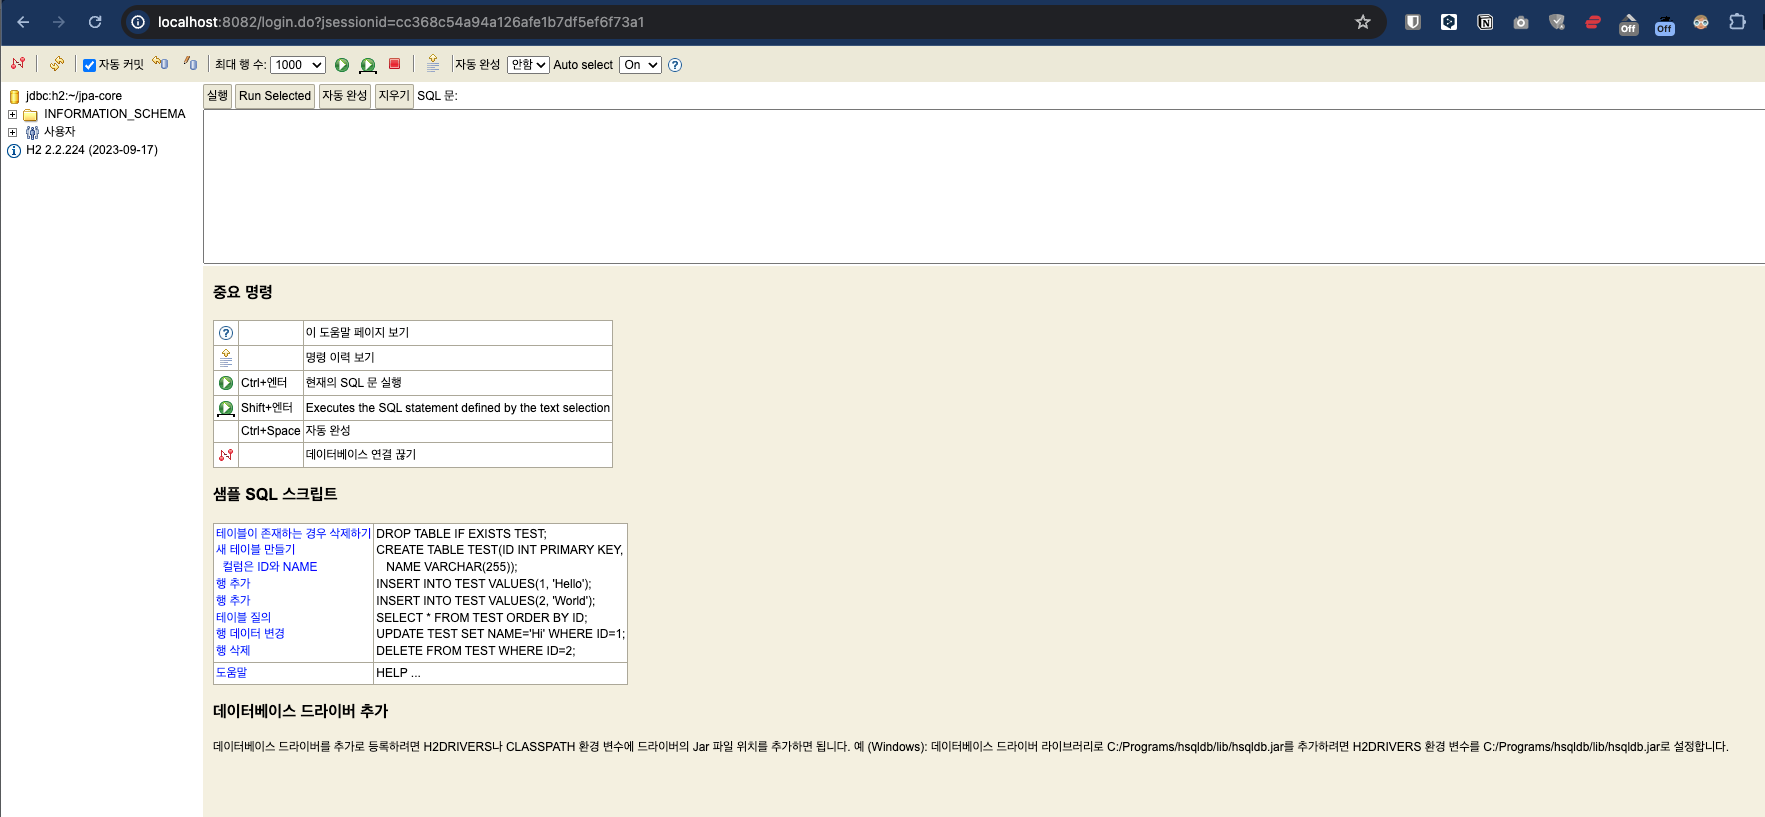 localhost:8082/login.do?jsessionid=cc368c54a94a126afe1b7df5ef6f73a1
Off
Off
자동 커밋
최대 행 수: 1000
자동 완성 안함 Auto select On
jdbc:h2:~/jpa-core
INFORMATION_SCHEMA
사용자
H2 2.2.224 (2023-09-17)
실행 Run Selected 자동 완성 지우기 SQL 문:
중요 명령
이 도움말 페이지 보기
명령 이력 보기
Ctrl+엔터 현재의 SQL 문 실행
Shift+엔터 Executes the SQL statement defined by the text selection
Ctrl+Space 자동 완성
데이터베이스 연결 끊기
샘플 SQL 스크립트
테이블이 존재하는 경우 삭제하기 DROP TABLE IF EXISTS TEST;
새 테이블 만들기 CREATE TABLE TEST(ID INT PRIMARY KEY,
컬럼은 ID와 NAME NAME VARCHAR(255));
행 추가 INSERT INTO TEST VALUES(1, 'Hello');
행 추가 INSERT INTO TEST VALUES(2, 'World');
테이블 질의 SELECT * FROM TEST ORDER BY ID;
행 데이터 변경 UPDATE TEST SET NAME='Hi' WHERE ID=1;
행 삭제 DELETE FROM TEST WHERE ID=2;
도움말 HELP ...
데이터베이스 드라이버 추가
데이터베이스 드라이버를 추가로 등록하려면 H2DRIVERS나 CLASSPATH 환경 변수에 드라이버의 Jar 파일 위치를 추가하면 됩니다. 예 (Windows): 데이터베이스 드라이버 라이브러리로 C:/Programs/hsqldb/lib/hsqldb.jar를 추가하려면 H2DRIVERS 환경 변수를 C:/Programs/hsqldb/lib/hsqldb.jar로 설정합니다.